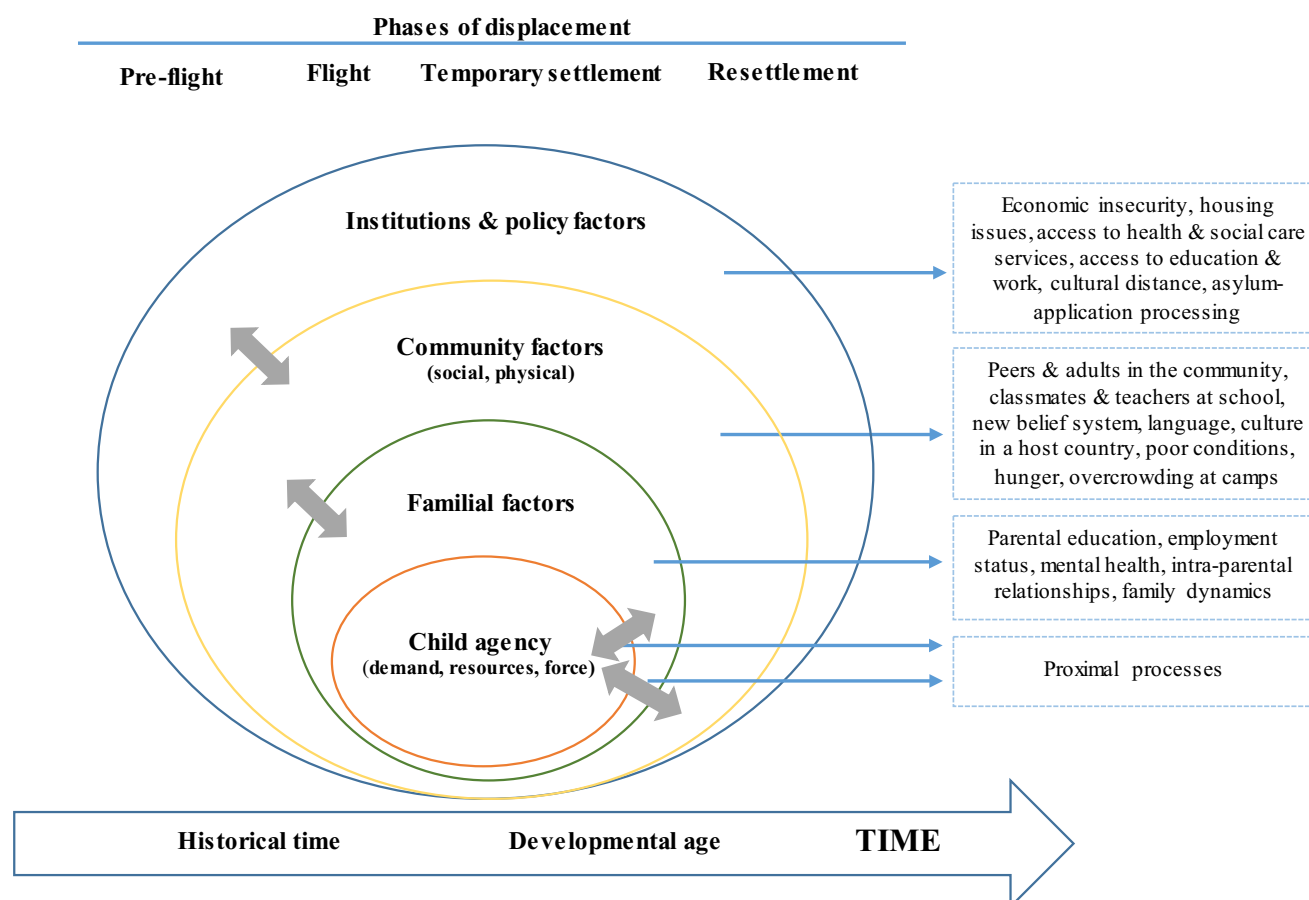 Phases of displacement
Pre-flight Flight Temporary settlement Resettlement
Institutions & policy factors
Economic insecurity, housing
issues, access to health & social care
services, access to education &
work, cultural distance, asylum-
application processing
Community factors
(social, physical)
Peers & adults in the community,
classmates & teachers at school,
new belief system, language, culture
in a host country, poor conditions,
hunger, overcrowding at camps
Familial factors
Parental education, employment
status, mental health, intra-parental
relationships, family dynamics
Child agency
(demand, resources, force)
Proximal processes
Historical time Developmental age TIME